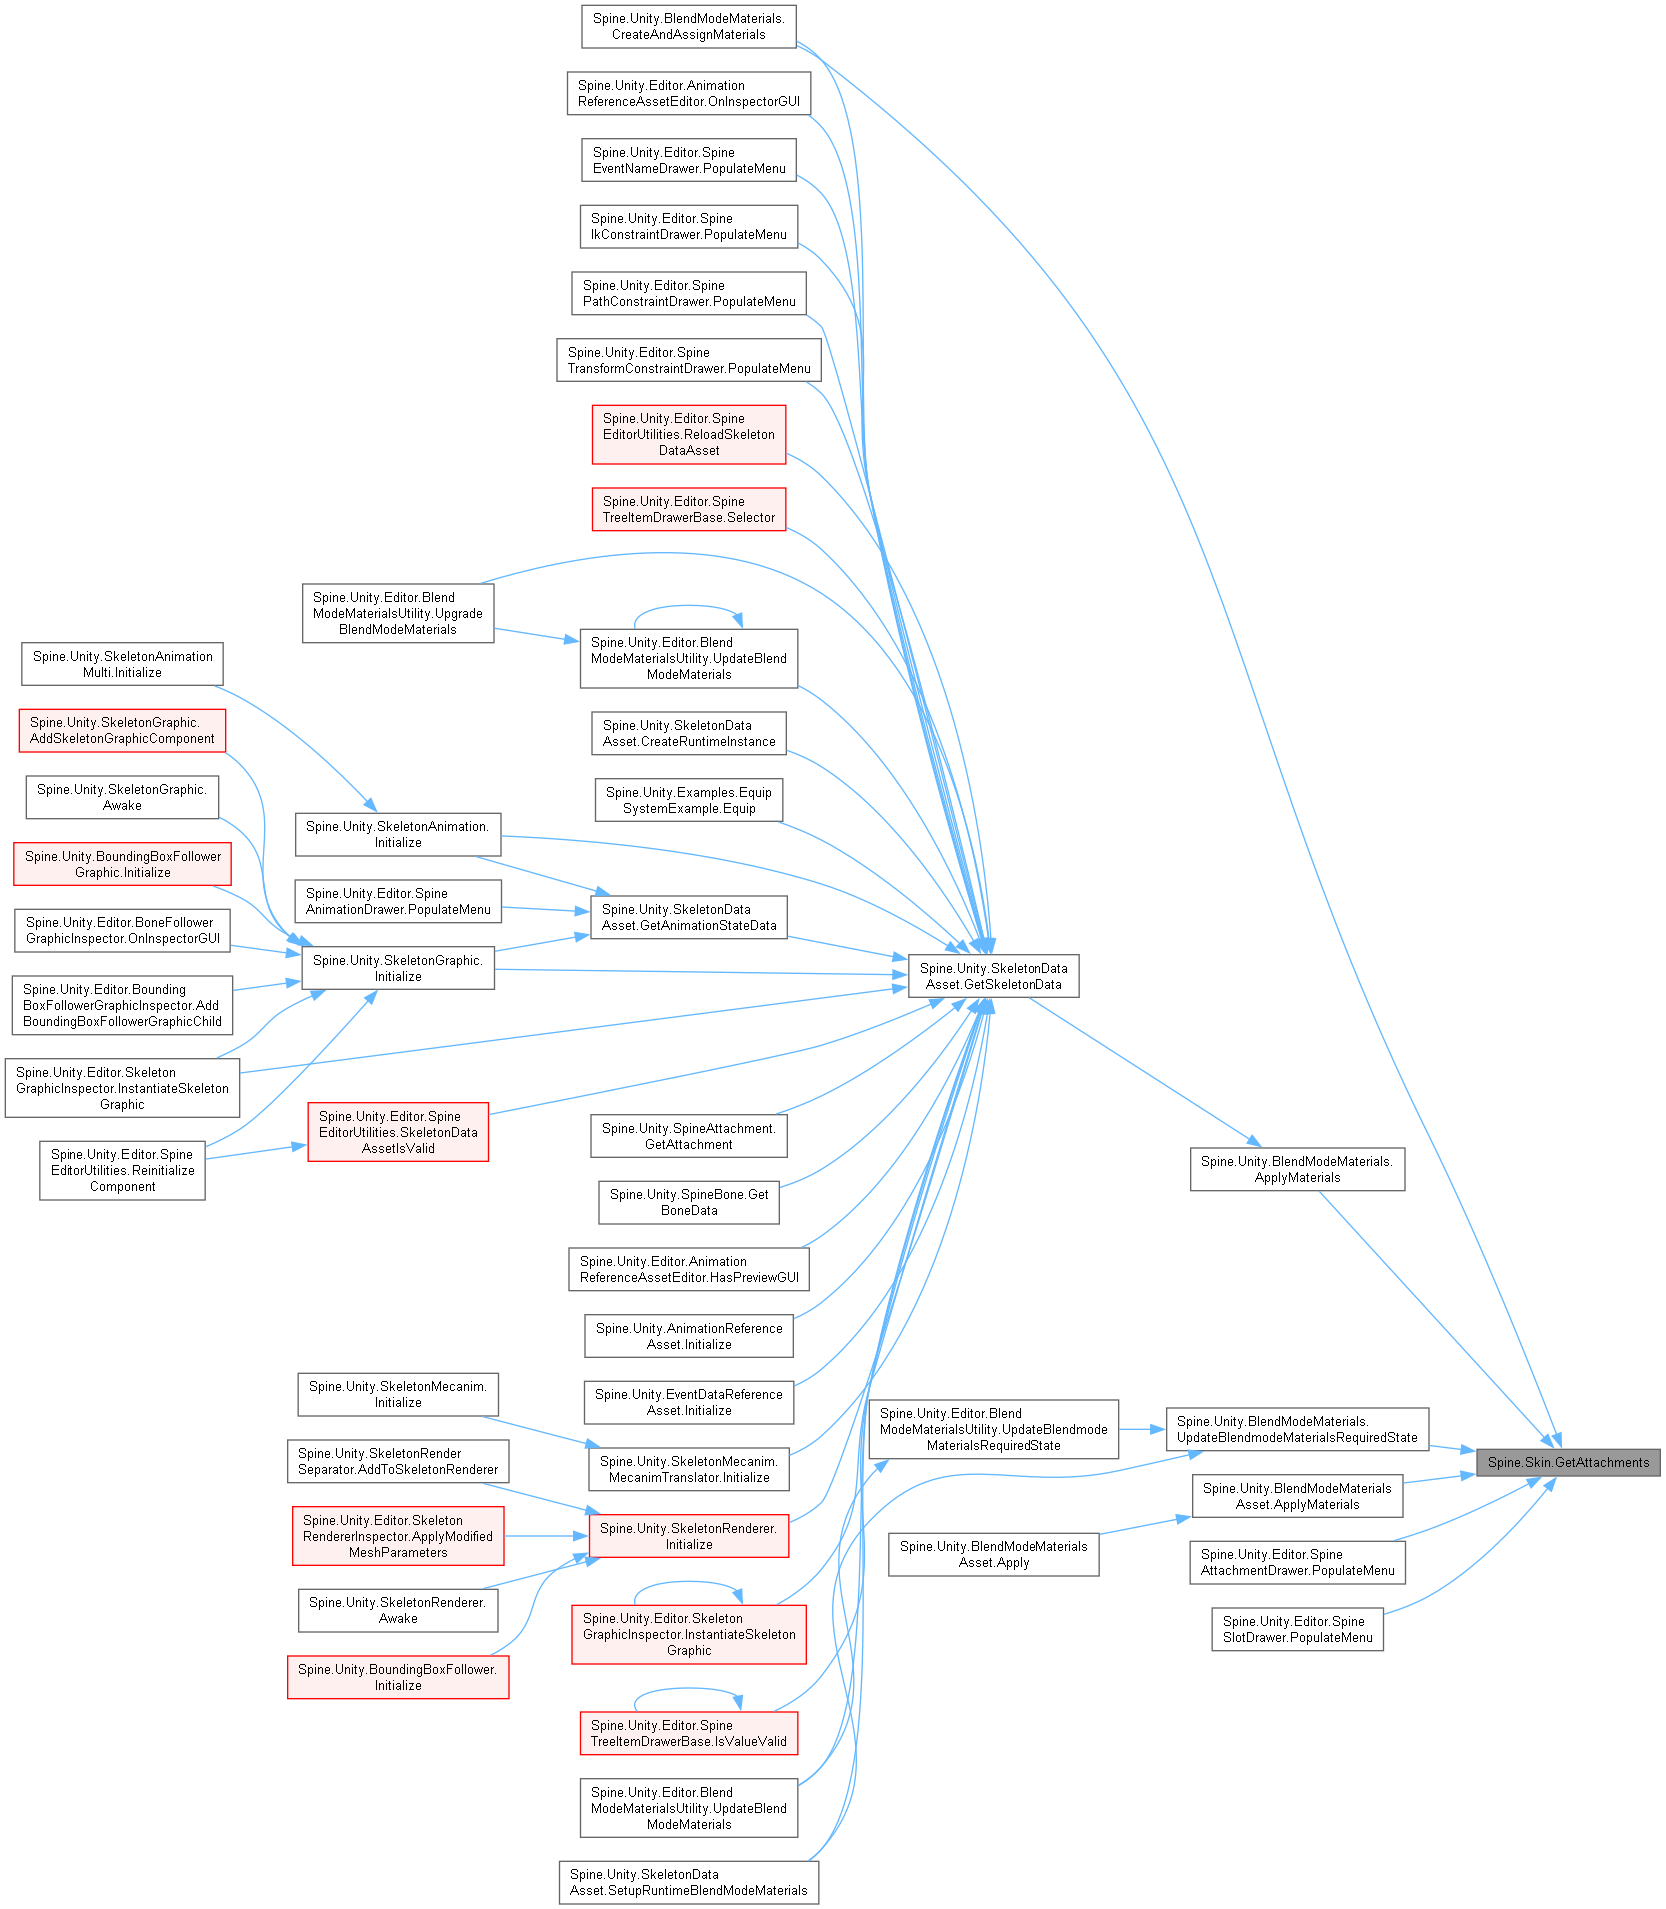 Spine.Unity.BlendModeMaterials.
CreateAndAssignMaterials
Spine.Unity.Editor.Animation
ReferenceAssetEditor.OnInspectorGUI
Spine.Unity.Editor.Spine
EventNameDrawer.PopulateMenu
Spine.Unity.Editor.Spine
IkConstraintDrawer.PopulateMenu
Spine.Unity.Editor.Spine
PathConstraintDrawer.PopulateMenu
Spine.Unity.Editor.Spine
TransformConstraintDrawer.PopulateMenu
Spine.Unity.Editor.Spine
EditorUtilities.ReloadSkeleton
DataAsset
Spine.Unity.Editor.Spine
TreeItemDrawerBase.Selector
Spine.Unity.Editor.Blend
ModeMaterialsUtility.Upgrade
BlendModeMaterials
Spine.Unity.Editor.Blend
ModeMaterialsUtility.UpdateBlend
ModeMaterials
Spine.Unity.SkeletonAnimation
Multi.Initialize
Spine.Unity.SkeletonGraphic.
AddSkeletonGraphicComponent
Spine.Unity.SkeletonData
Asset.CreateRuntimeInstance
Spine.Unity.SkeletonGraphic.
Awake
Spine.Unity.Examples.Equip
SystemExample.Equip
Spine.Unity.SkeletonAnimation.
Initialize
Spine.Unity.BoundingBoxFollower
Graphic.Initialize
Spine.Unity.Editor.Spine
AnimationDrawer.PopulateMenu
Spine.Unity.SkeletonData
Asset.GetAnimationStateData
Spine.Unity.Editor.BoneFollower
GraphicInspector.OnInspectorGUI
Spine.Unity.SkeletonGraphic.
Initialize
Spine.Unity.SkeletonData
Asset.GetSkeletonData
Spine.Unity.Editor.Bounding
BoxFollowerGraphicInspector.Add
BoundingBoxFollowerGraphicChild
Spine.Unity.Editor.Skeleton
GraphicInspector.InstantiateSkeleton
Graphic
Spine.Unity.Editor.Spine
EditorUtilities.SkeletonData
AssetIsValid
Spine.Unity.SpineAttachment.
GetAttachment
Spine.Unity.Editor.Spine
EditorUtilities.Reinitialize
Component
Spine.Unity.BlendModeMaterials.
ApplyMaterials
Spine.Unity.SpineBone.Get
BoneData
Spine.Unity.Editor.Animation
ReferenceAssetEditor.HasPreviewGUI
Spine.Unity.AnimationReference
Asset.Initialize
Spine.Unity.SkeletonMecanim.
Initialize
Spine.Unity.EventDataReference
Asset.Initialize
Spine.Unity.Editor.Blend
ModeMaterialsUtility.UpdateBlendmode
MaterialsRequiredState
Spine.Unity.BlendModeMaterials.
UpdateBlendmodeMaterialsRequiredState
Spine.Unity.SkeletonRender
Separator.AddToSkeletonRenderer
Spine.Unity.SkeletonMecanim.
MecanimTranslator.Initialize
Spine.Skin.GetAttachments
Spine.Unity.BlendModeMaterials
Asset.ApplyMaterials
Spine.Unity.Editor.Skeleton
RendererInspector.ApplyModified
MeshParameters
Spine.Unity.SkeletonRenderer.
Initialize
Spine.Unity.BlendModeMaterials
Asset.Apply
Spine.Unity.Editor.Spine
AttachmentDrawer.PopulateMenu
Spine.Unity.SkeletonRenderer.
Awake
Spine.Unity.Editor.Skeleton
GraphicInspector.InstantiateSkeleton
Graphic
Spine.Unity.Editor.Spine
SlotDrawer.PopulateMenu
Spine.Unity.BoundingBoxFollower.
Initialize
Spine.Unity.Editor.Spine
TreeItemDrawerBase.IsValueValid
Spine.Unity.Editor.Blend
ModeMaterialsUtility.UpdateBlend
ModeMaterials
Spine.Unity.SkeletonData
Asset.SetupRuntimeBlendModeMaterials